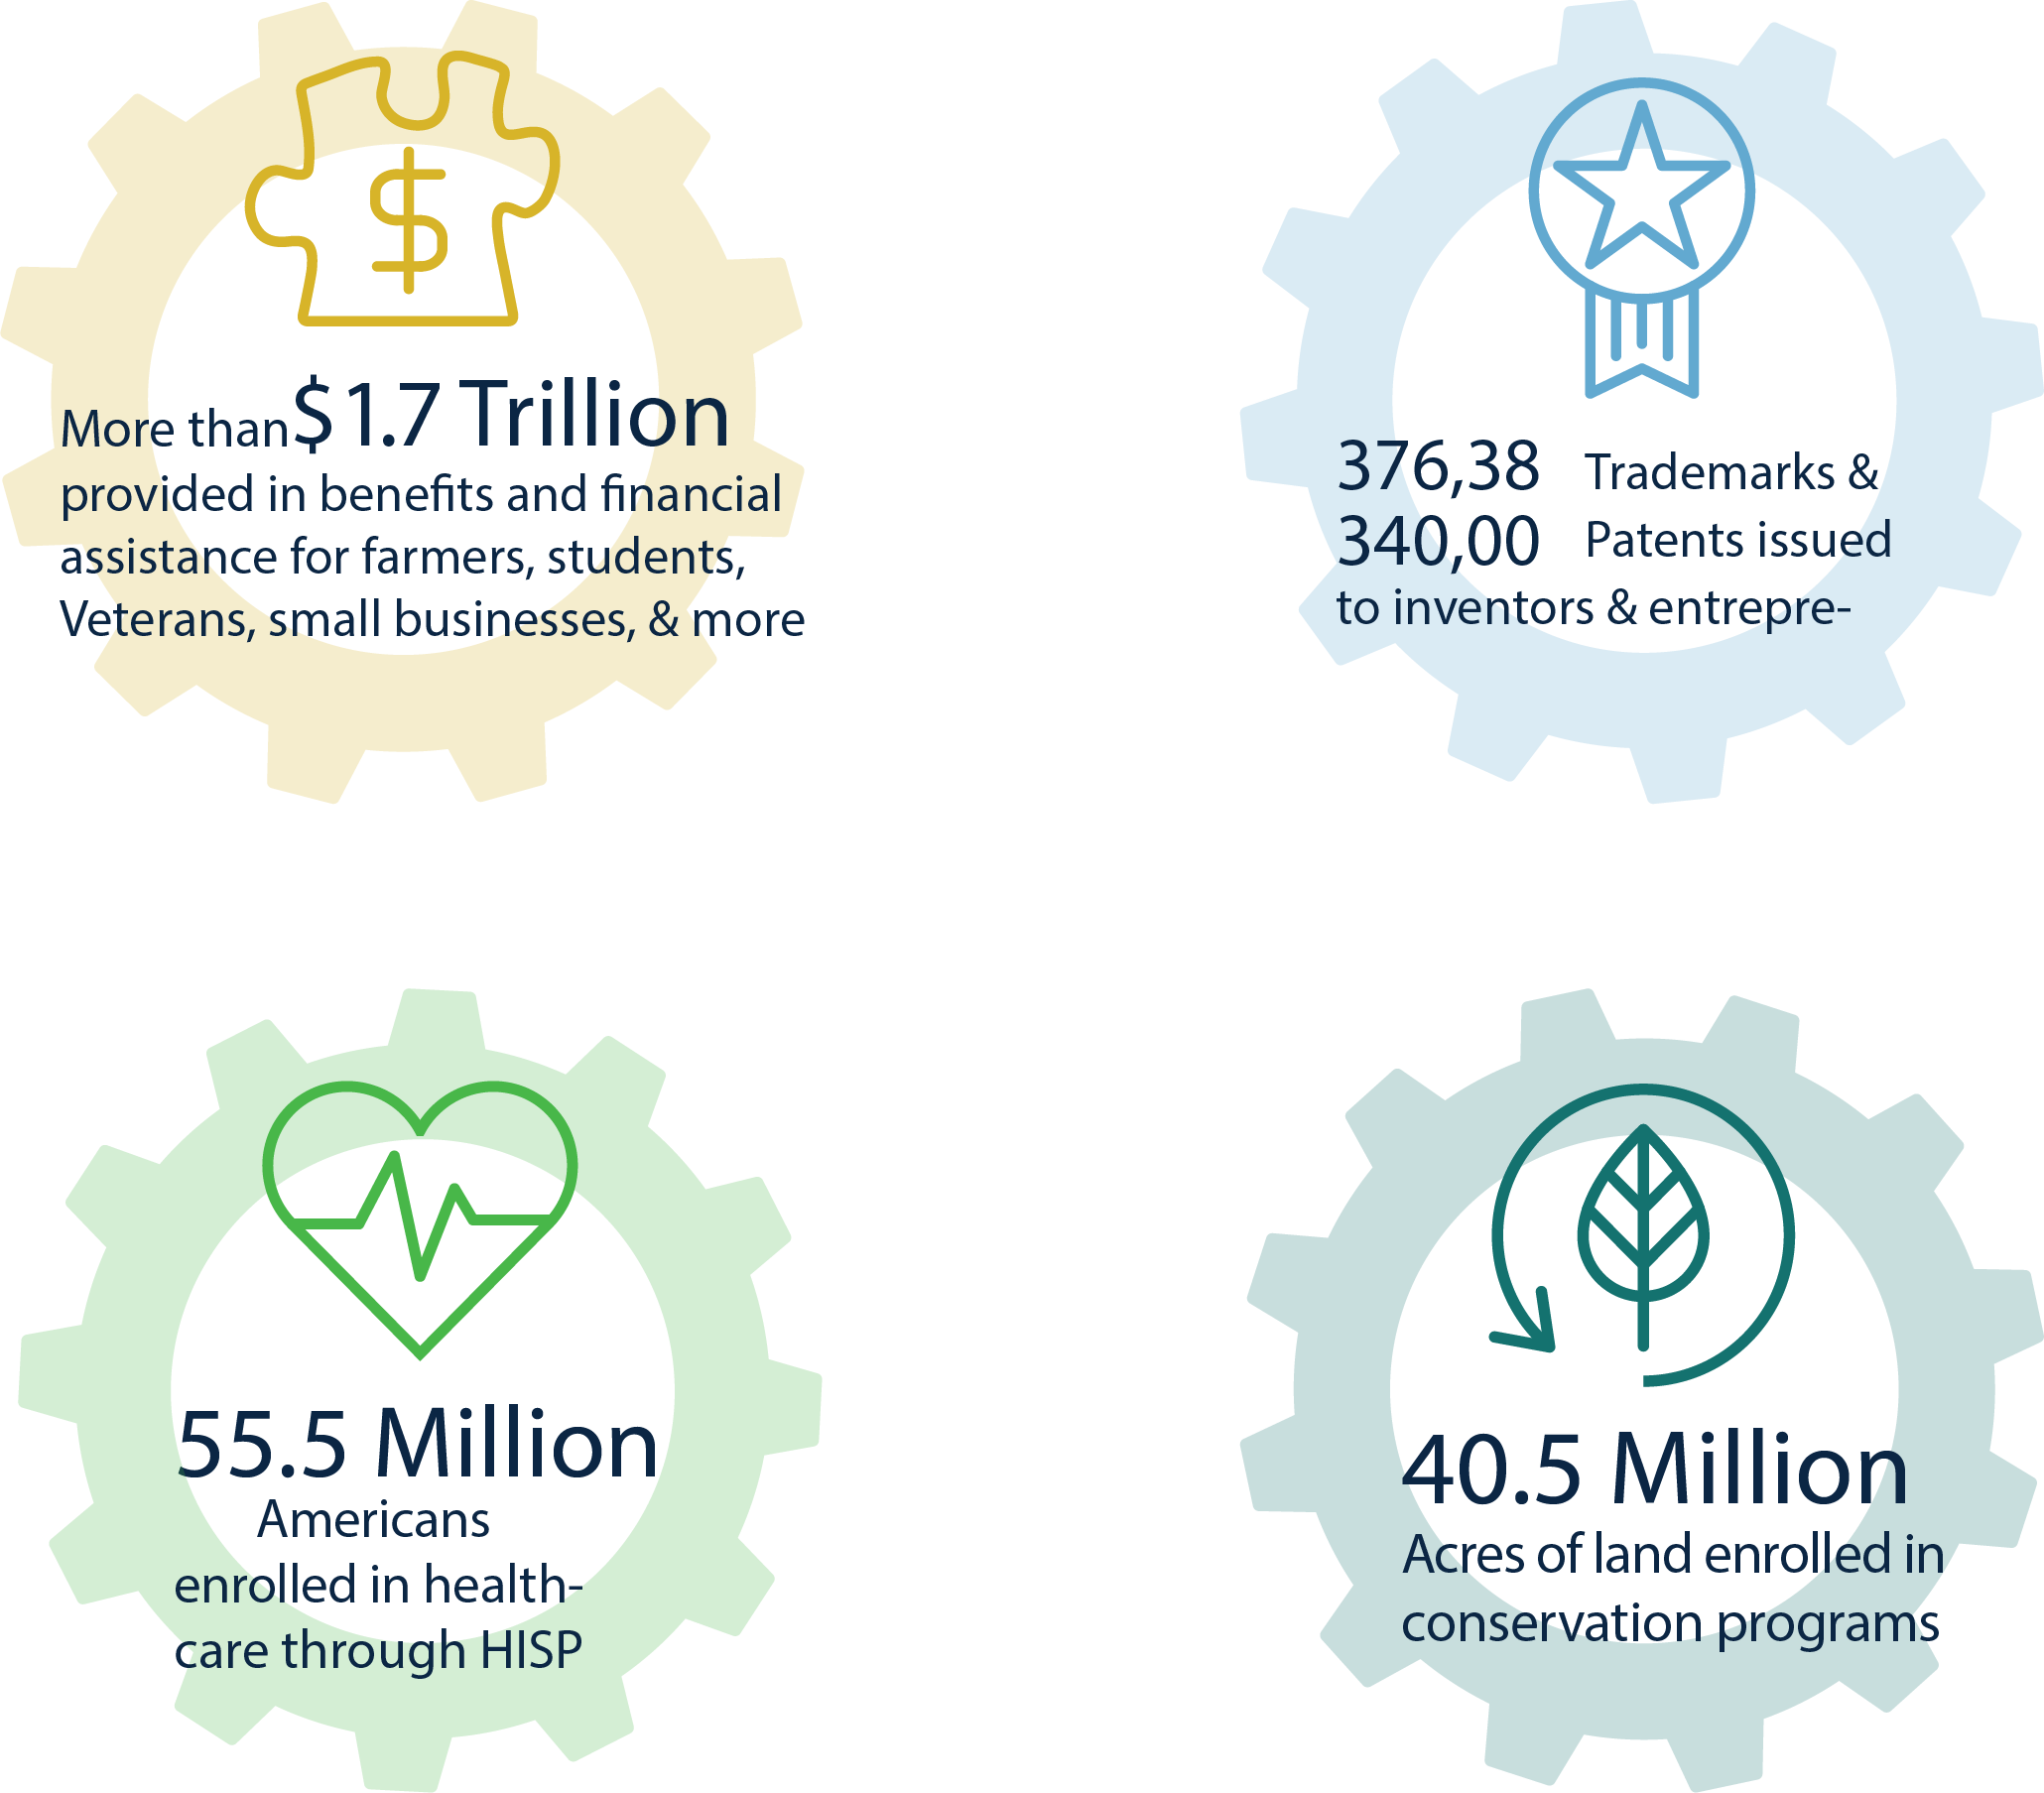 More than $1.7 Trillion
provided in benefits and financial
assistance for farmers, students,
Veterans, small businesses, & more
376,38 Trademarks &
340,00 Patents issued
to inventors & entrepre-
55.5 Million
Americans
enrolled in health-
care through HISP
40.5 Million
Acres of land enrolled in
conservation programs